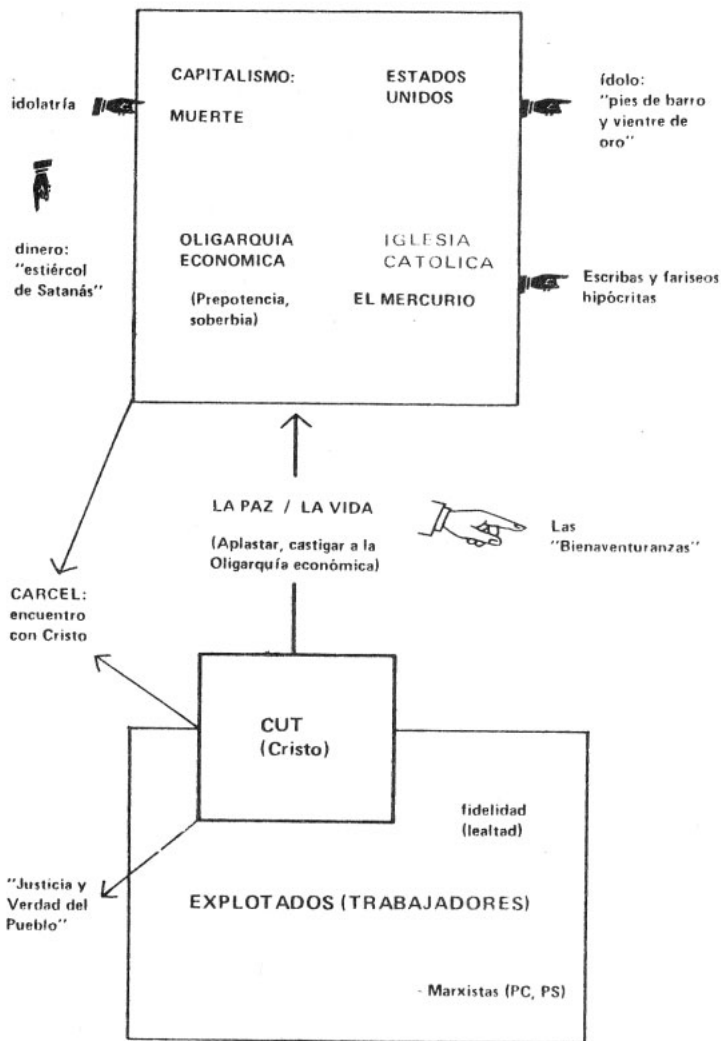 CAPITALISMO:
MUERTE
ESTADOS
UNIDOS
idolatría
ídolo:
"pies de barro
y vientre de
oro"
dinero:
"estiércol
de Satanás"
OLIGARQUIA
ECONOMICA
(Prepotencia,
soberbia)
IGLESIA
CATOLICA
EL MERCURIO
Escribas y fariseos
hipócritas
LA PAZ / LA VIDA
(Aplastar, castigar a la
Oligarquía económica)
Las
"Bienaventuranzas"
CARCEL:
encuentro
con Cristo
CUT
(Cristo)
fidelidad
(lealtad)
"Justicia y
Verdad del
Pueblo"
EXPLOTADOS (TRABAJADORES)
- Marxistas (PC, PS)